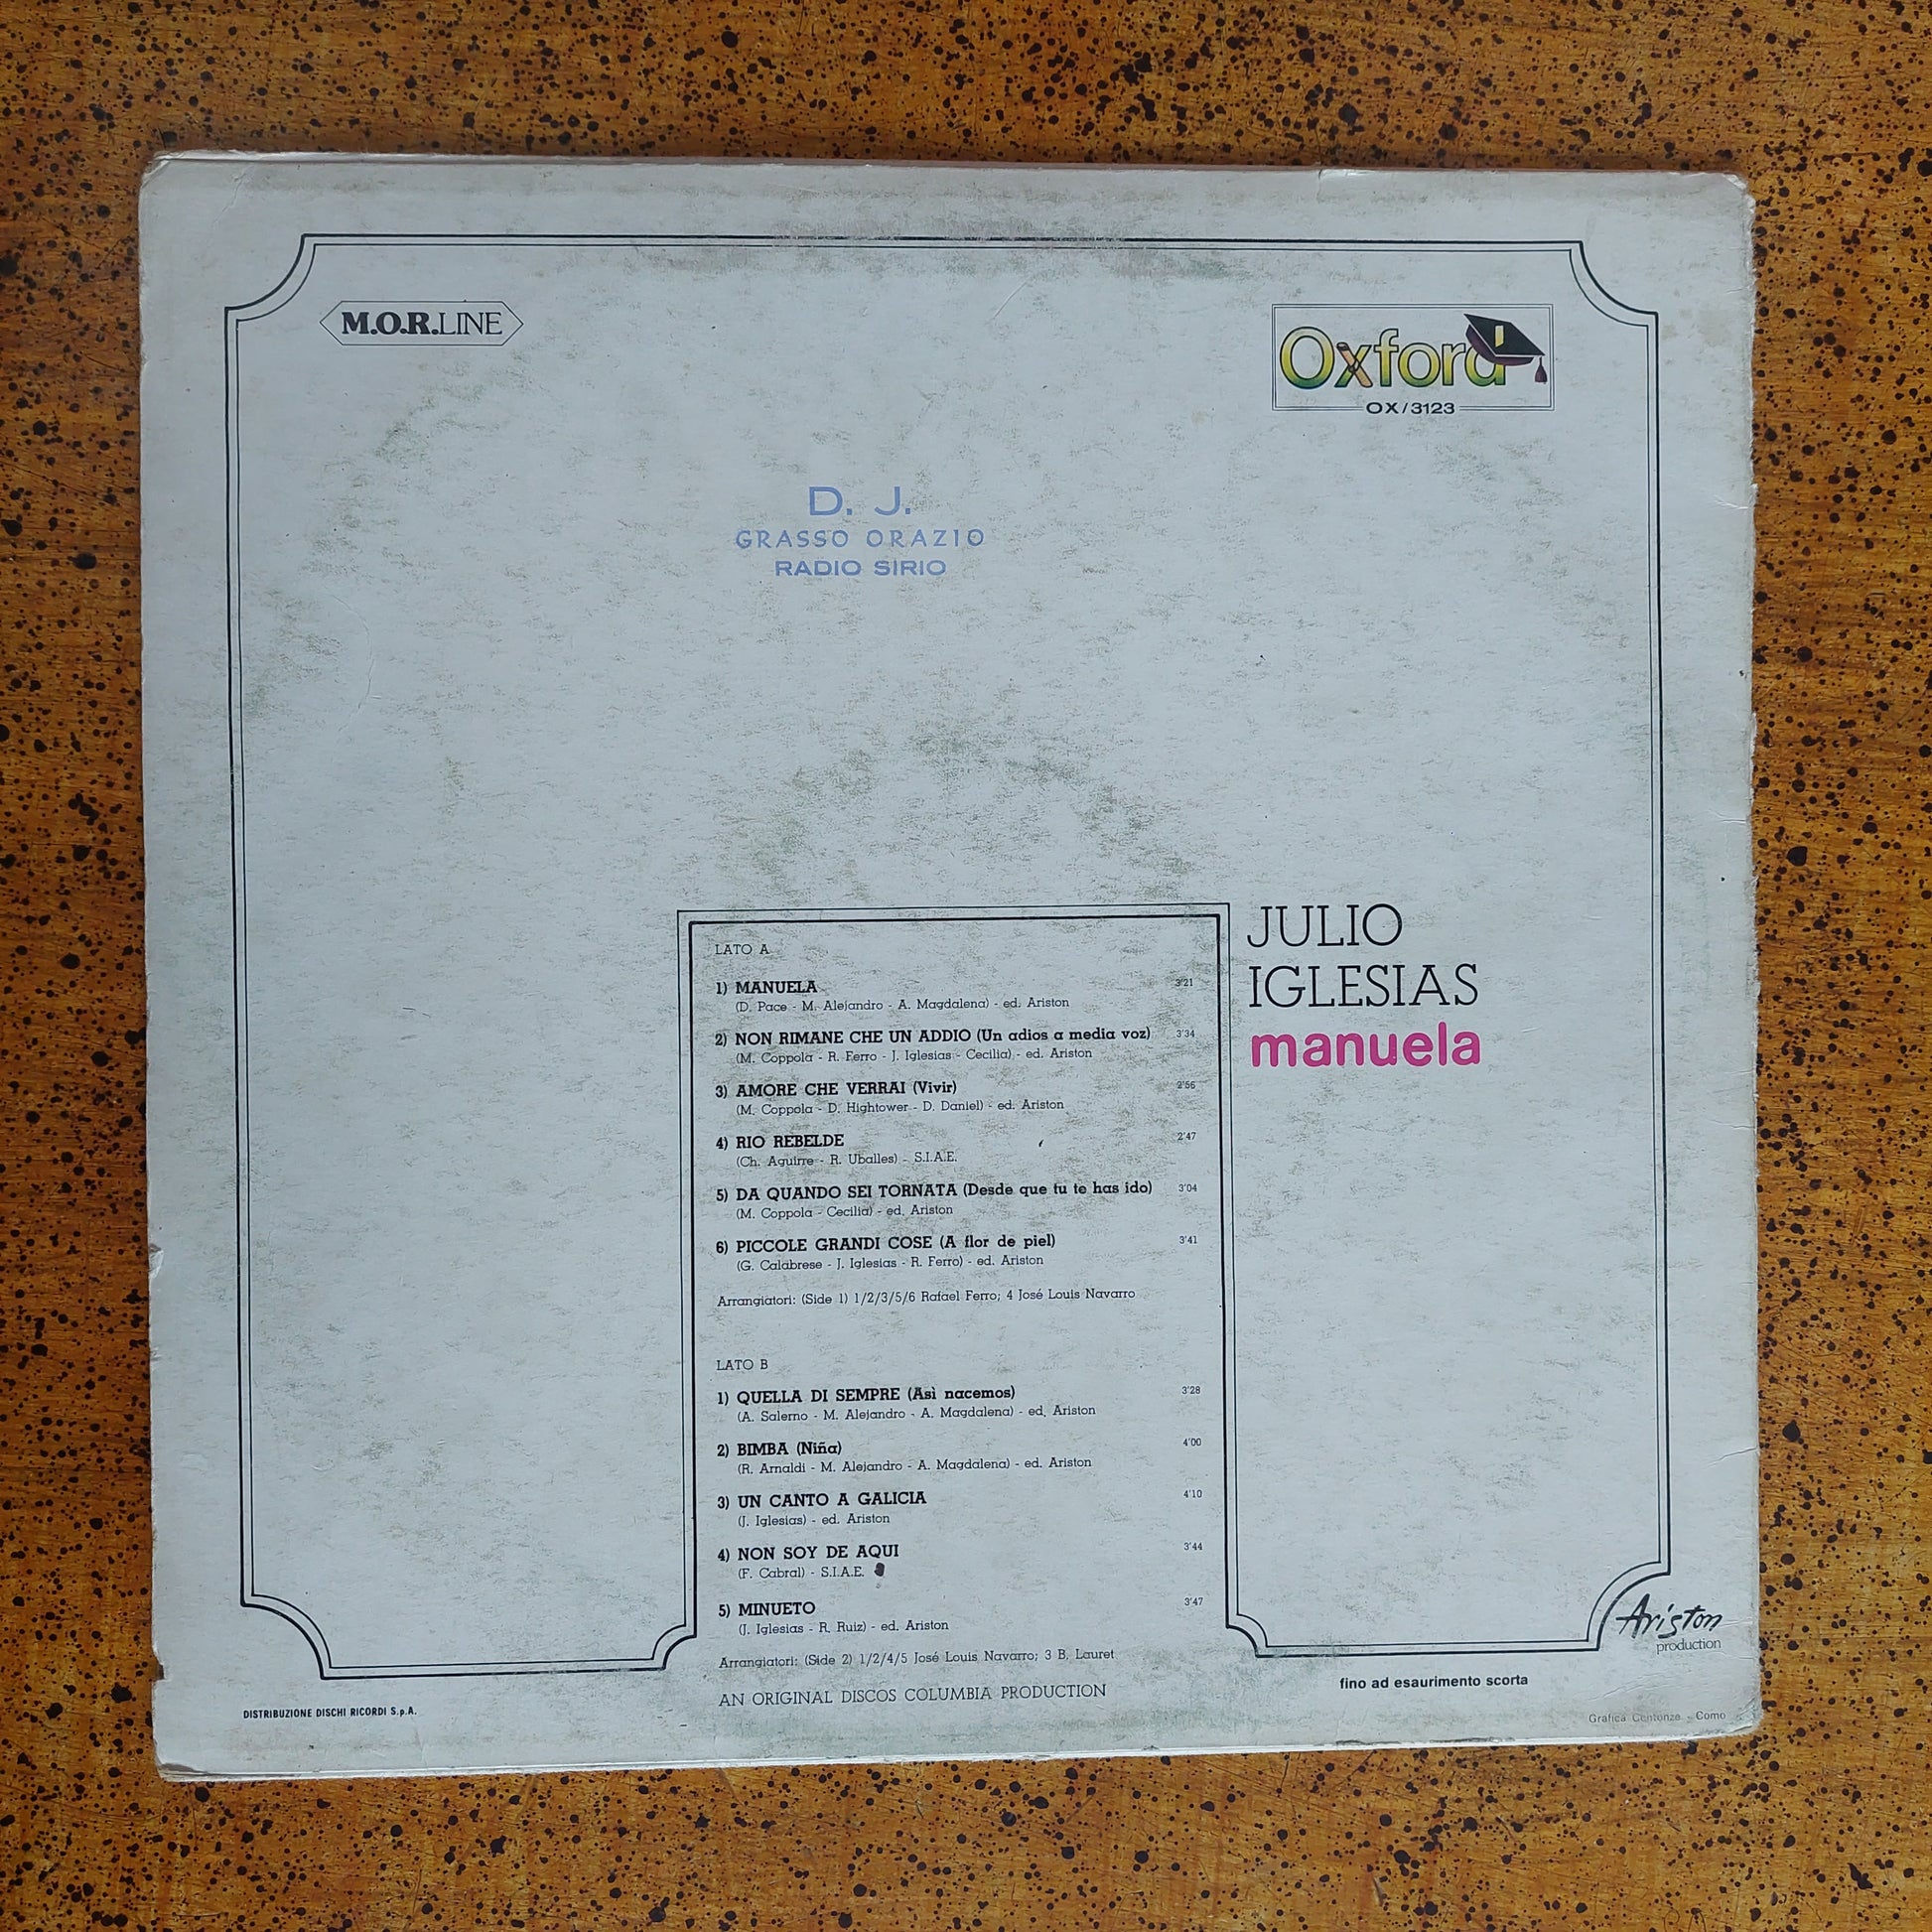 M.O.R.LINE
Oxford
OX/3123
D. J.
GRASSO ORAZIO
RADIO SIRIO
JULIO
IGLESIAS
manuela
LATO A
1) MANUELA 3'21
(D. Pace - M. Alejandro - A. Magdalena) - ed. Ariston
2) NON RIMANE CHE UN ADDIO (Un adios a media voz) 3'34
(M. Coppola - R. Ferro - J. Iglesias - Cecilia) - ed. Ariston
3) AMORE CHE VERRAI (Vivir) 2'56
(M. Coppola - D. Hightower - D. Daniel) - ed. Ariston
4) RIO REBELDE 2'47
(Ch. Aguirre - R. Uballes) - S.I.A.E.
5) DA QUANDO SEI TORNATA (Desde que tu te has ido) 3'04
(M. Coppola - Cecilia) - ed. Ariston
6) PICCOLE GRANDI COSE (A flor de piel) 3'41
(G. Calabrese - J. Iglesias - R. Ferro) - ed. Ariston
Arrangiatori: (Side 1) 1/2/3/5/6 Rafael Ferro; 4 José Louis Navarro
LATO B
1) QUELLA DI SEMPRE (Asì nacemos) 3'28
(A. Salerno - M. Alejandro - A. Magdalena) - ed. Ariston
2) BIMBA (Niña) 4'00
(R. Arnaldi - M. Alejandro - A. Magdalena) - ed. Ariston
3) UN CANTO A GALICIA 4'10
(J. Iglesias) - ed. Ariston
4) NON SOY DE AQUI 3'44
(F. Cabral) - S.I.A.E.
5) MINUETO 3'47
(J. Iglesias - R. Ruiz) - ed. Ariston
Arrangiatori: (Side 2) 1/2/4/5 José Louis Navarro; 3 B. Lauret
AN ORIGINAL DISCOS COLUMBIA PRODUCTION
Ariston
production
fino ad esaurimento scorta
DISTRIBUZIONE DISCHI RICORDI S.p.A.
Grafica Centonze - Como